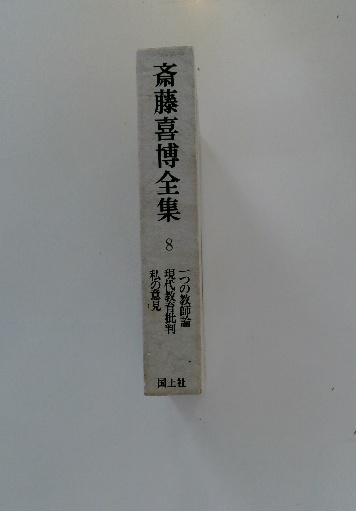 斎藤喜博全集
8
一つの教師論
現代教育批判
私の意見
国土社